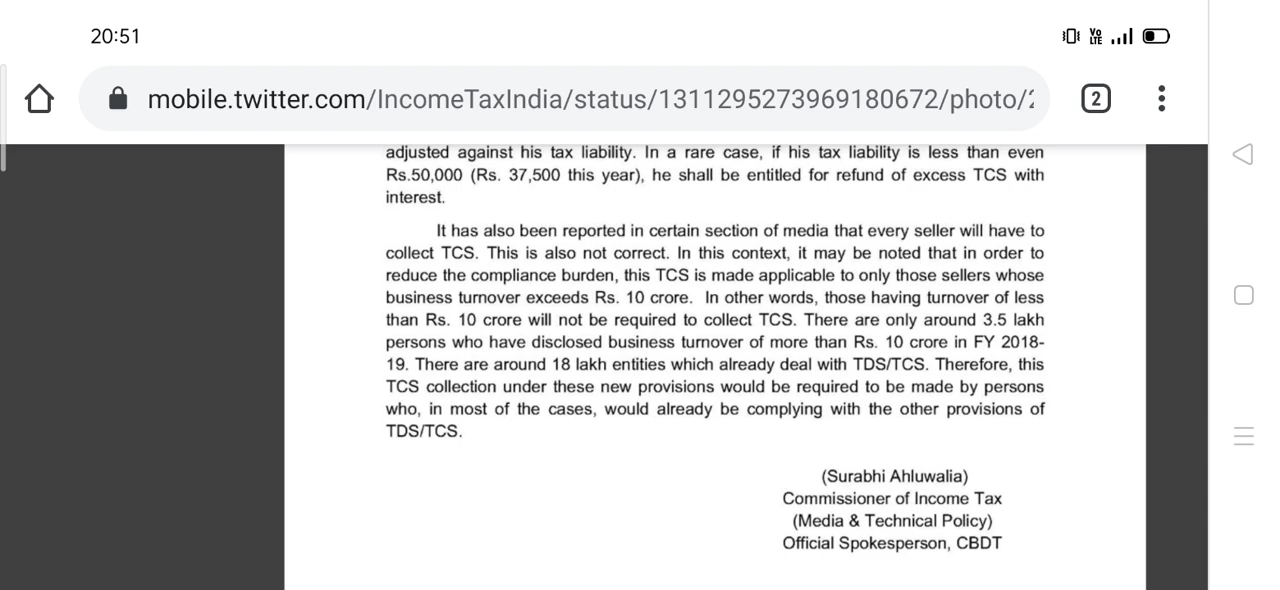 20:51
Vo LTE
mobile.twitter.com/IncomeTaxIndia/status/1311295273969180672/photo/2
2
adjusted against his tax liability. In a rare case, if his tax liability is less than even
Rs.50,000 (Rs. 37,500 this year), he shall be entitled for refund of excess TCS with
interest.
It has also been reported in certain section of media that every seller will have to
collect TCS. This is also not correct. In this context, it may be noted that in order to
reduce the compliance burden, this TCS is made applicable to only those sellers whose
business turnover exceeds Rs. 10 crore. In other words, those having turnover of less
than Rs. 10 crore will not be required to collect TCS. There are only around 3.5 lakh
persons who have disclosed business turnover of more than Rs. 10 crore in FY 2018-
19. There are around 18 lakh entities which already deal with TDS/TCS. Therefore, this
TCS collection under these new provisions would be required to be made by persons
who, in most of the cases, would already be complying with the other provisions of
TDS/TCS.
(Surabhi Ahluwalia)
Commissioner of Income Tax
(Media & Technical Policy)
Official Spokesperson, CBDT